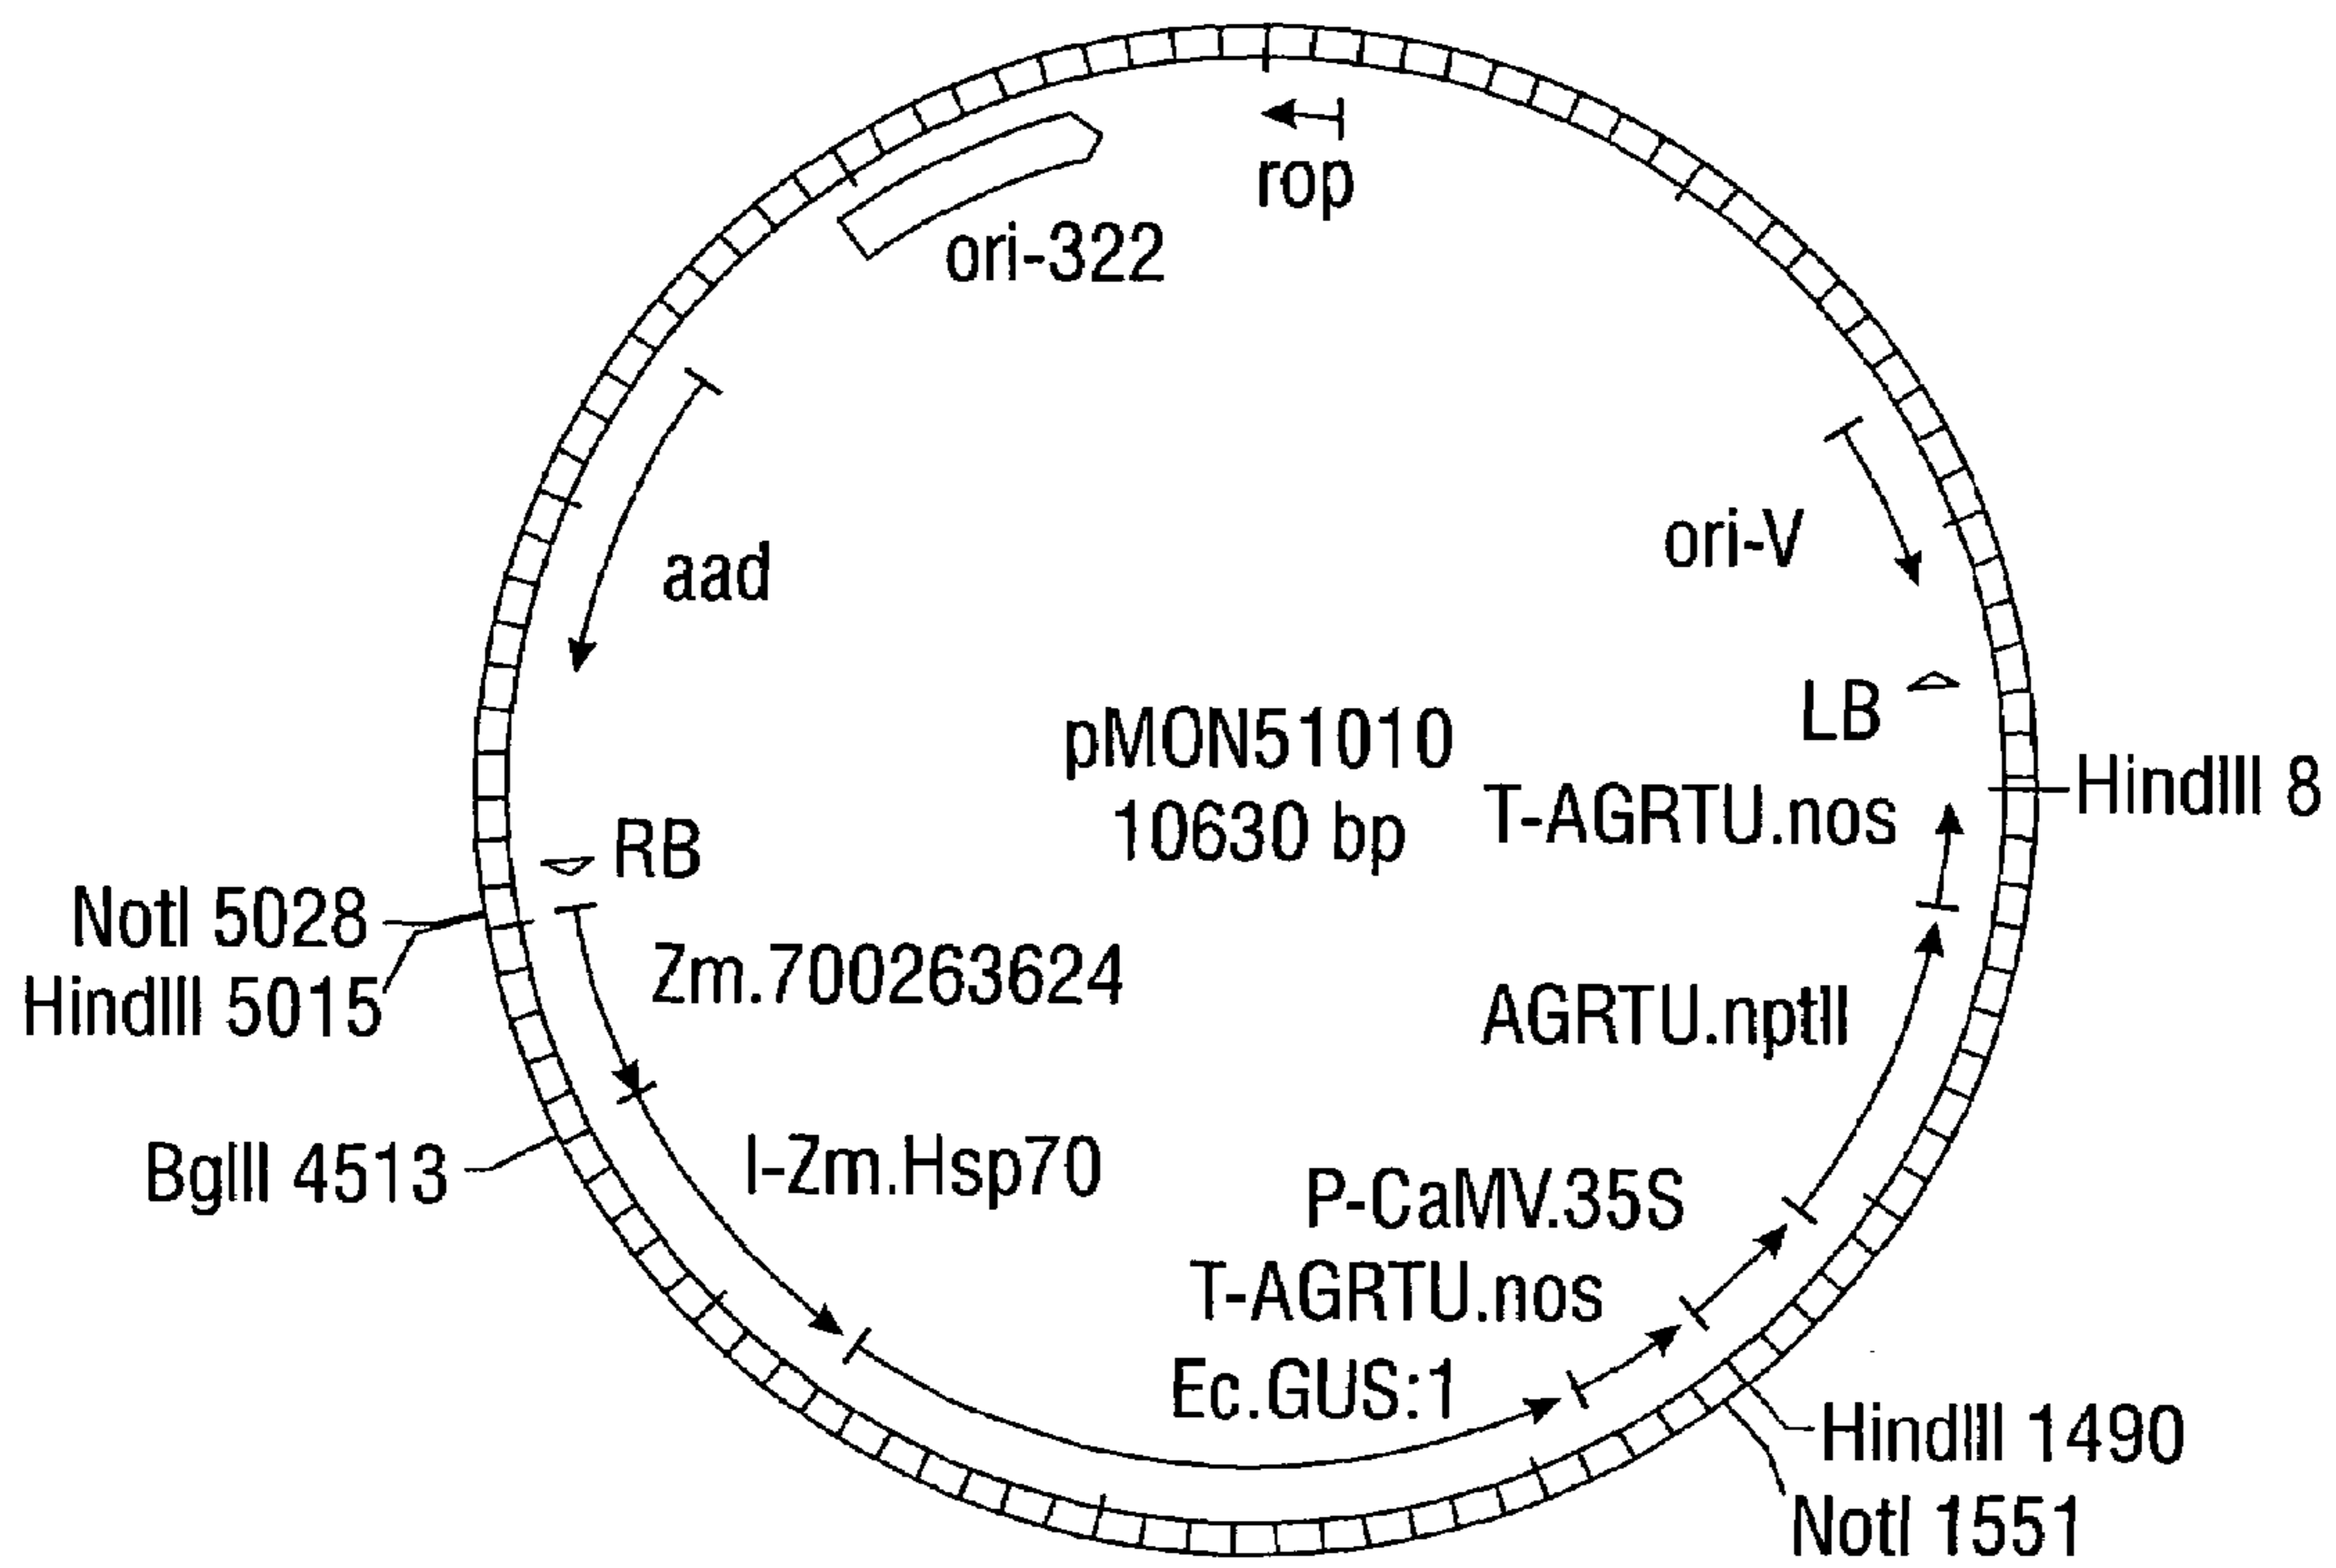 rop
ori-322
ori-V
aad
LB
pMON51010
10630 bp
HindIII 8
T-AGRTU.nos
RB
NotI 5028
HindIII 5015
Zm.700263624
AGRTU.nptII
BglII 4513
I-Zm.Hsp70
P-CaMV.35S
T-AGRTU.nos
Ec.GUS:1
HindIII 1490
NotI 1551